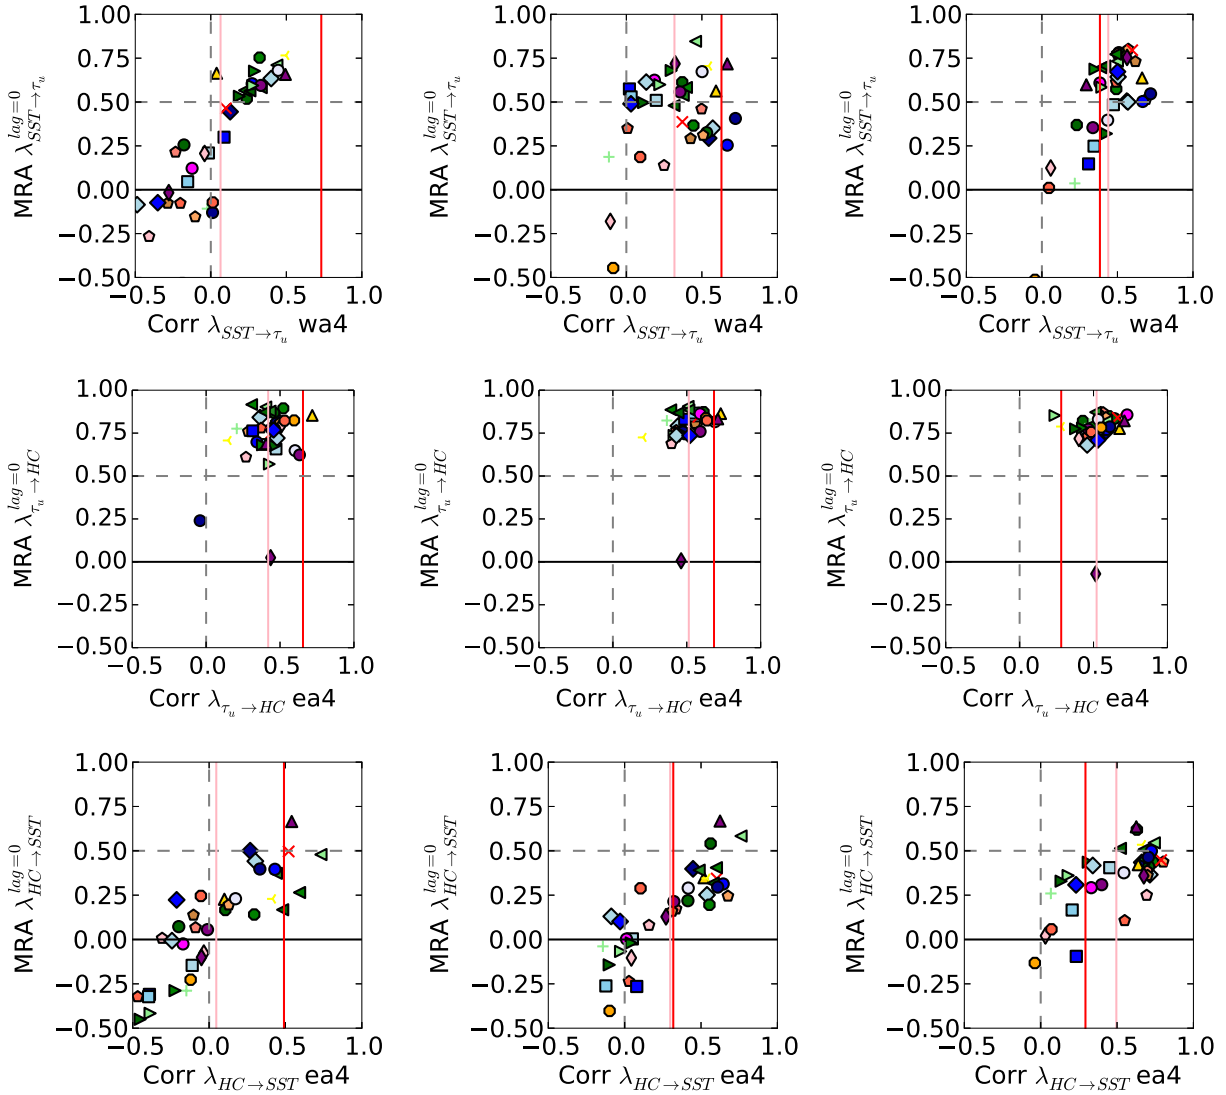 1.00 1.00 1.00
0.75 0.75 0.75
0.50 0.50 0.50
0.25 0.25 0.25
0.00 0.00 0.00
−0.25 −0.25 −0.25
−0.50 −0.50 −0.50
−0.5 0.0 0.5 1.0 −0.5 0.0 0.5 1.0 −0.5 0.0 0.5 1.0
MRA λ^{lag=0}_{SST→τ_u} MRA λ^{lag=0}_{SST→τ_u} MRA λ^{lag=0}_{SST→τ_u}
Corr λ_{SST→τ_u} wa4 Corr λ_{SST→τ_u} wa4 Corr λ_{SST→τ_u} wa4
1.00 1.00 1.00
0.75 0.75 0.75
0.50 0.50 0.50
0.25 0.25 0.25
0.00 0.00 0.00
−0.25 −0.25 −0.25
−0.50 −0.50 −0.50
−0.5 0.0 0.5 1.0 −0.5 0.0 0.5 1.0 −0.5 0.0 0.5 1.0
MRA λ^{lag=0}_{τ_u→HC} MRA λ^{lag=0}_{τ_u→HC} MRA λ^{lag=0}_{τ_u→HC}
Corr λ_{τ_u→HC} ea4 Corr λ_{τ_u→HC} ea4 Corr λ_{τ_u→HC} ea4
1.00 1.00 1.00
0.75 0.75 0.75
0.50 0.50 0.50
0.25 0.25 0.25
0.00 0.00 0.00
−0.25 −0.25 −0.25
−0.50 −0.50 −0.50
−0.5 0.0 0.5 1.0 −0.5 0.0 0.5 1.0 −0.5 0.0 0.5 1.0
MRA λ^{lag=0}_{HC→SST} MRA λ^{lag=0}_{HC→SST} MRA λ^{lag=0}_{HC→SST}
Corr λ_{HC→SST} ea4 Corr λ_{HC→SST} ea4 Corr λ_{HC→SST} ea4